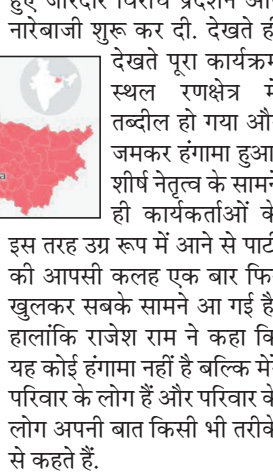 हुए जोरदार विरोध प्रदर्शन और
नारेबाजी शुरू कर दी. देखते ही
देखते पूरा कार्यक्रम
स्थल रणक्षेत्र में
तब्दील हो गया और
जमकर हंगामा हुआ.
शीर्ष नेतृत्व के सामने
ही कार्यकर्ताओं के
इस तरह उग्र रूप में आने से पार्टी
की आपसी कलह एक बार फिर
खुलकर सबके सामने आ गई है.
हालांकि राजेश राम ने कहा कि
यह कोई हंगामा नहीं है बल्कि मेरे
परिवार के लोग हैं और परिवार के
लोग अपनी बात किसी भी तरीके
से कहते हैं.